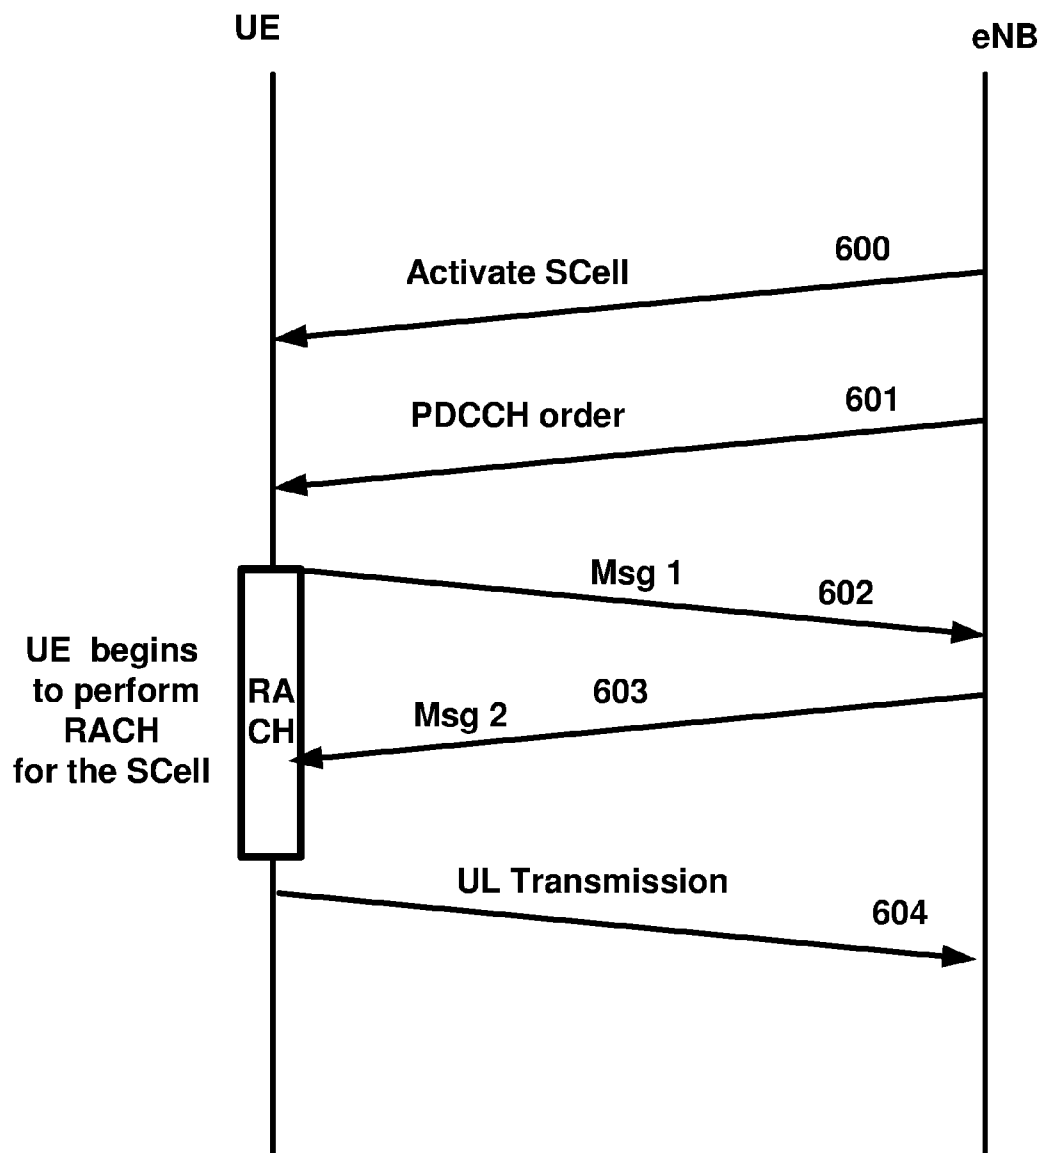 UE
eNB
600
Activate SCell
601
PDCCH order
Msg 1
602
UE begins
to perform
RACH
for the SCell
RA
CH
603
Msg 2
UL Transmission
604